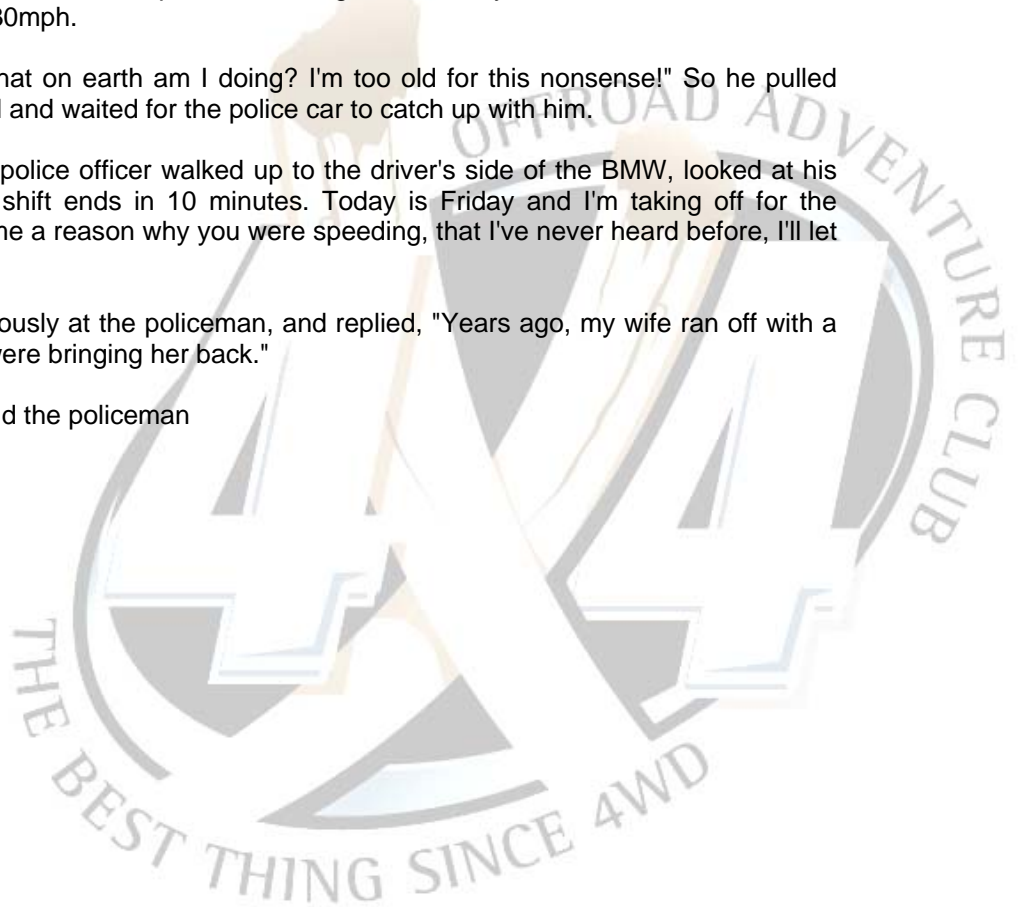 80mph.
hat on earth am I doing? I'm too old for this nonsense!" So he pulled
and waited for the police car to catch up with him.
police officer walked up to the driver's side of the BMW, looked at his
shift ends in 10 minutes. Today is Friday and I'm taking off for the
ne a reason why you were speeding, that I've never heard before, I'll let
ously at the policeman, and replied, "Years ago, my wife ran off with a
were bringing her back."
d the policeman
OFFROAD ADVENTURE CLUB
4X4
THE BEST THING SINCE 4WD